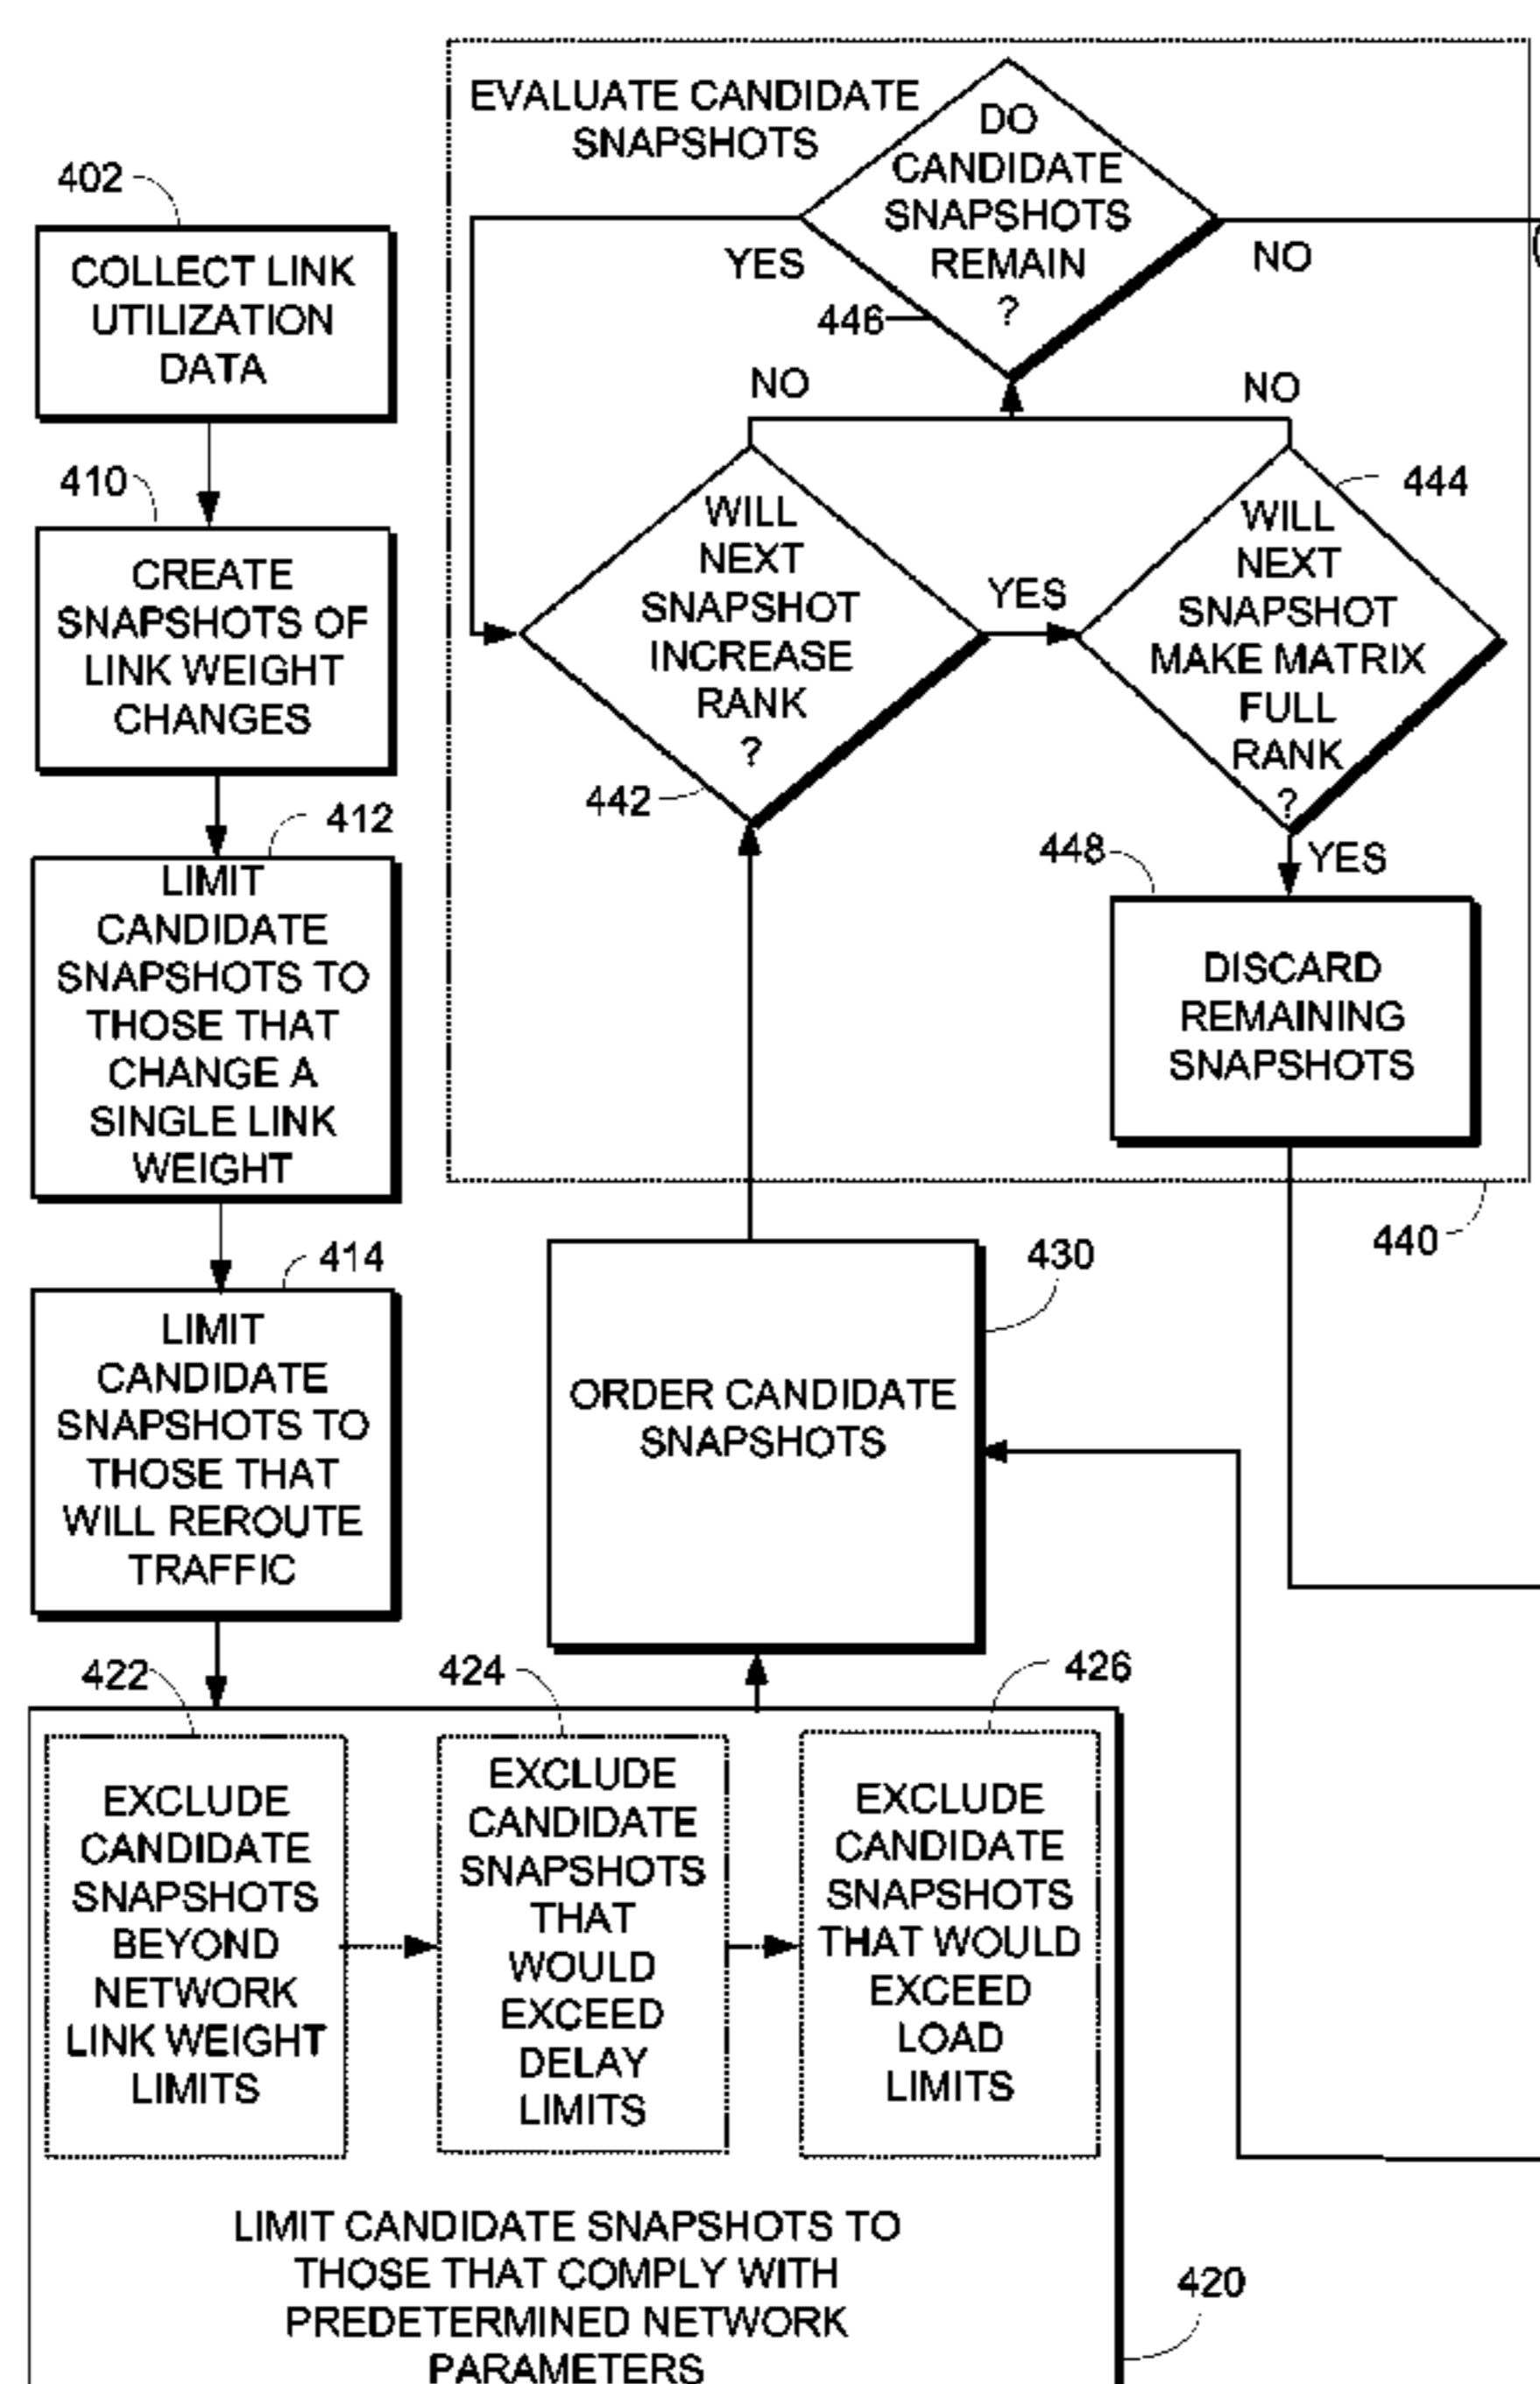 402
COLLECT LINK
UTILIZATION
DATA
410
CREATE
SNAPSHOTS OF
LINK WEIGHT
CHANGES
412
LIMIT
CANDIDATE
SNAPSHOTS TO
THOSE THAT
CHANGE A
SINGLE LINK
WEIGHT
414
LIMIT
CANDIDATE
SNAPSHOTS TO
THOSE THAT
WILL REROUTE
TRAFFIC
EVALUATE CANDIDATE
SNAPSHOTS
DO
CANDIDATE
SNAPSHOTS
REMAIN
?
446
YES
NO
NO
NO
WILL
NEXT
SNAPSHOT
INCREASE
RANK
?
442
YES
444
WILL
NEXT
SNAPSHOT
MAKE MATRIX
FULL
RANK
?
YES
448
DISCARD
REMAINING
SNAPSHOTS
440
430
ORDER CANDIDATE
SNAPSHOTS
422
EXCLUDE
CANDIDATE
SNAPSHOTS
BEYOND
NETWORK
LINK WEIGHT
LIMITS
424
EXCLUDE
CANDIDATE
SNAPSHOTS
THAT
WOULD
EXCEED
DELAY
LIMITS
426
EXCLUDE
CANDIDATE
SNAPSHOTS
THAT WOULD
EXCEED
LOAD
LIMITS
LIMIT CANDIDATE SNAPSHOTS TO
THOSE THAT COMPLY WITH
PREDETERMINED NETWORK
PARAMETERS
420